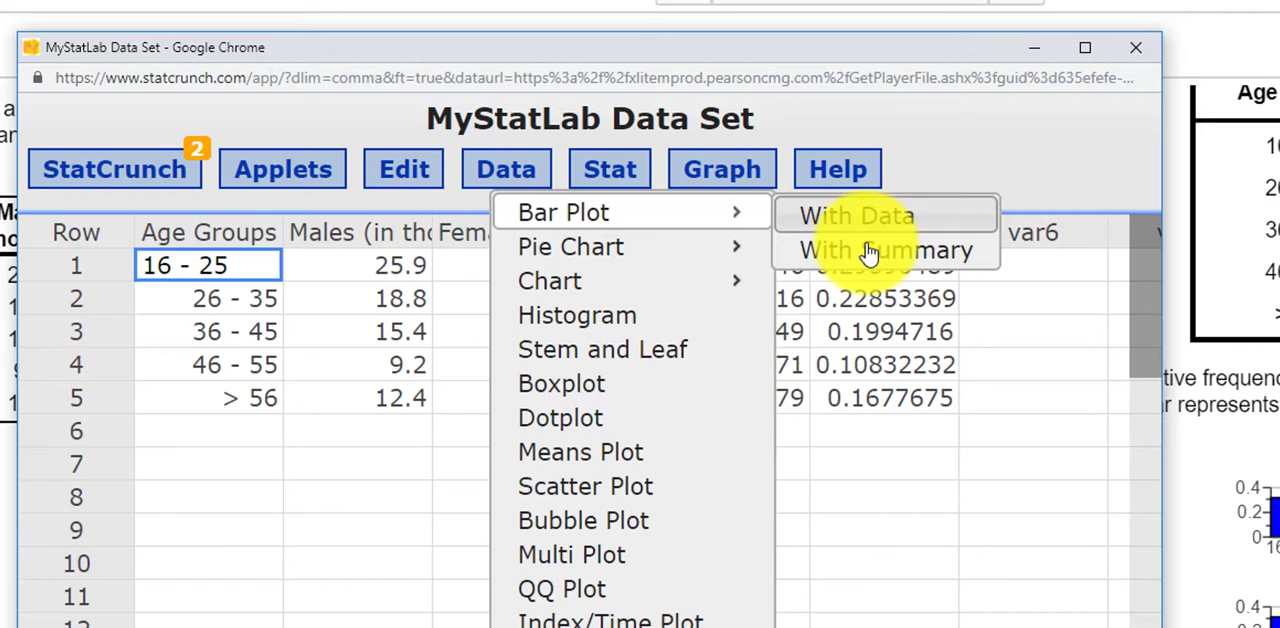 MyStatLab Data Set - Google Chrome
https://www.statcrunch.com/app/?dlim=comma&ft=true&dataurl=https%3a%2f%2fxlitemprod.pearsoncmg.com%2fGetPlayerFile.ashx%3fguid%3d635efefe-...
MyStatLab Data Set
2
StatCrunch Applets Edit Data Stat Graph Help
Row Age Groups Males (in tho Fema var6
1 16 - 25 25.9
2 26 - 35 18.8 16 0.22853369
3 36 - 45 15.4 49 0.1994716
4 46 - 55 9.2 71 0.10832232
5 > 56 12.4 79 0.1677675
6
7
8
9
10
11
Bar Plot >
Pie Chart >
Chart >
Histogram
Stem and Leaf
Boxplot
Dotplot
Means Plot
Scatter Plot
Bubble Plot
Multi Plot
QQ Plot
Index/Time Plot
With Data
With Summary
Age
tive frequenc
r represents
0.4
0.2
0
0.4